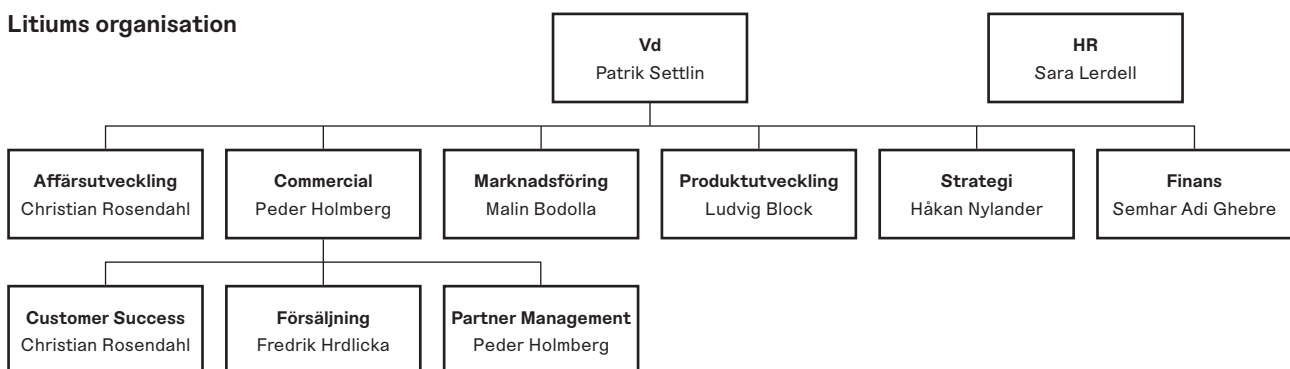 Litiums organisation
Vd
Patrik Settlin
HR
Sara Lerdell
Affärsutveckling
Christian Rosendahl
Commercial
Peder Holmberg
Marknadsföring
Malin Bodolla
Produktutveckling
Ludvig Block
Strategi
Håkan Nylander
Finans
Semhar Adi Ghebre
Customer Success
Christian Rosendahl
Försäljning
Fredrik Hrdlicka
Partner Management
Peder Holmberg